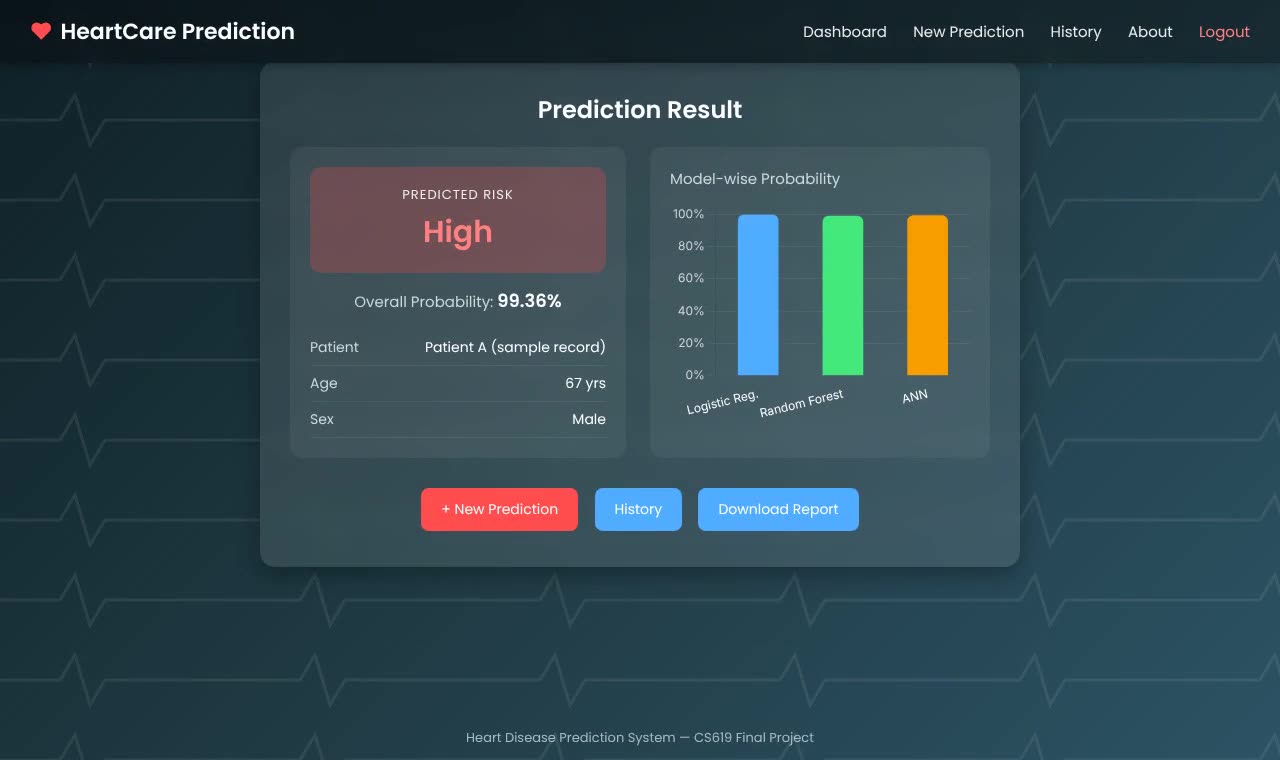 HeartCare Prediction
Dashboard New Prediction History About Logout
Prediction Result
PREDICTED RISK
High
Overall Probability: 99.36%
Patient Patient A (sample record)
Age 67 yrs
Sex Male
Model-wise Probability
100%
80%
60%
40%
20%
0%
Logistic Reg. Random Forest ANN
+ New Prediction History Download Report
Heart Disease Prediction System — CS619 Final Project